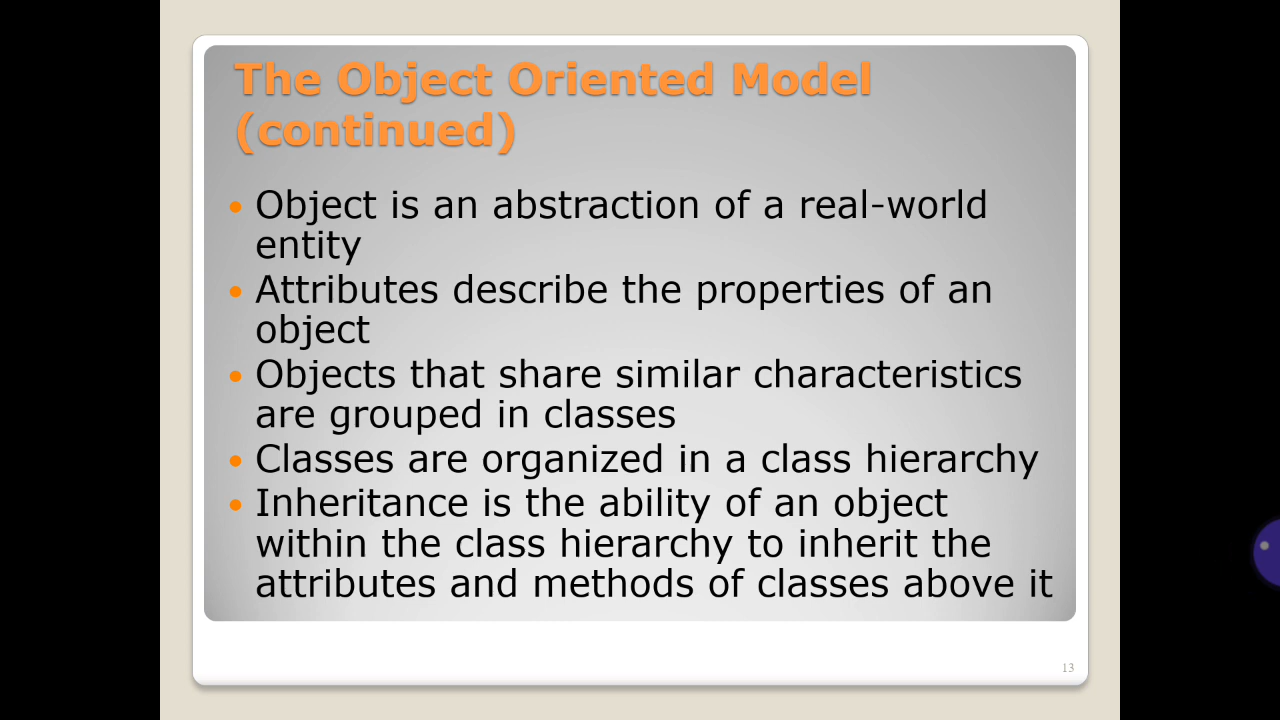 The Object Oriented Model
(continued)
• Object is an abstraction of a real-world
entity
• Attributes describe the properties of an
object
• Objects that share similar characteristics
are grouped in classes
• Classes are organized in a class hierarchy
• Inheritance is the ability of an object
within the class hierarchy to inherit the
attributes and methods of classes above it
13